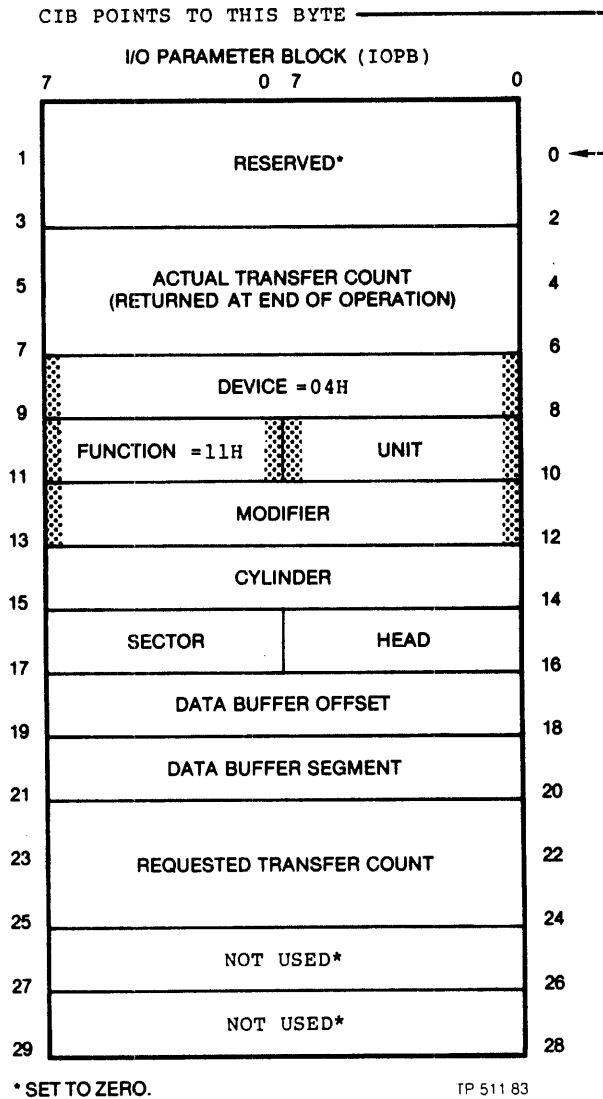 CIB POINTS TO THIS BYTE
I/O PARAMETER BLOCK (IOPB)
7 0 7 0
1 RESERVED* 0
3 2
5 ACTUAL TRANSFER COUNT 4
(RETURNED AT END OF OPERATION)
7 6
DEVICE =04H
9 8
FUNCTION =11H UNIT
11 10
MODIFIER
13 12
CYLINDER
15 14
SECTOR HEAD
17 16
DATA BUFFER OFFSET
19 18
DATA BUFFER SEGMENT
21 20
23 REQUESTED TRANSFER COUNT 22
25 24
NOT USED*
27 26
NOT USED*
29 28
* SET TO ZERO. TP 511 83